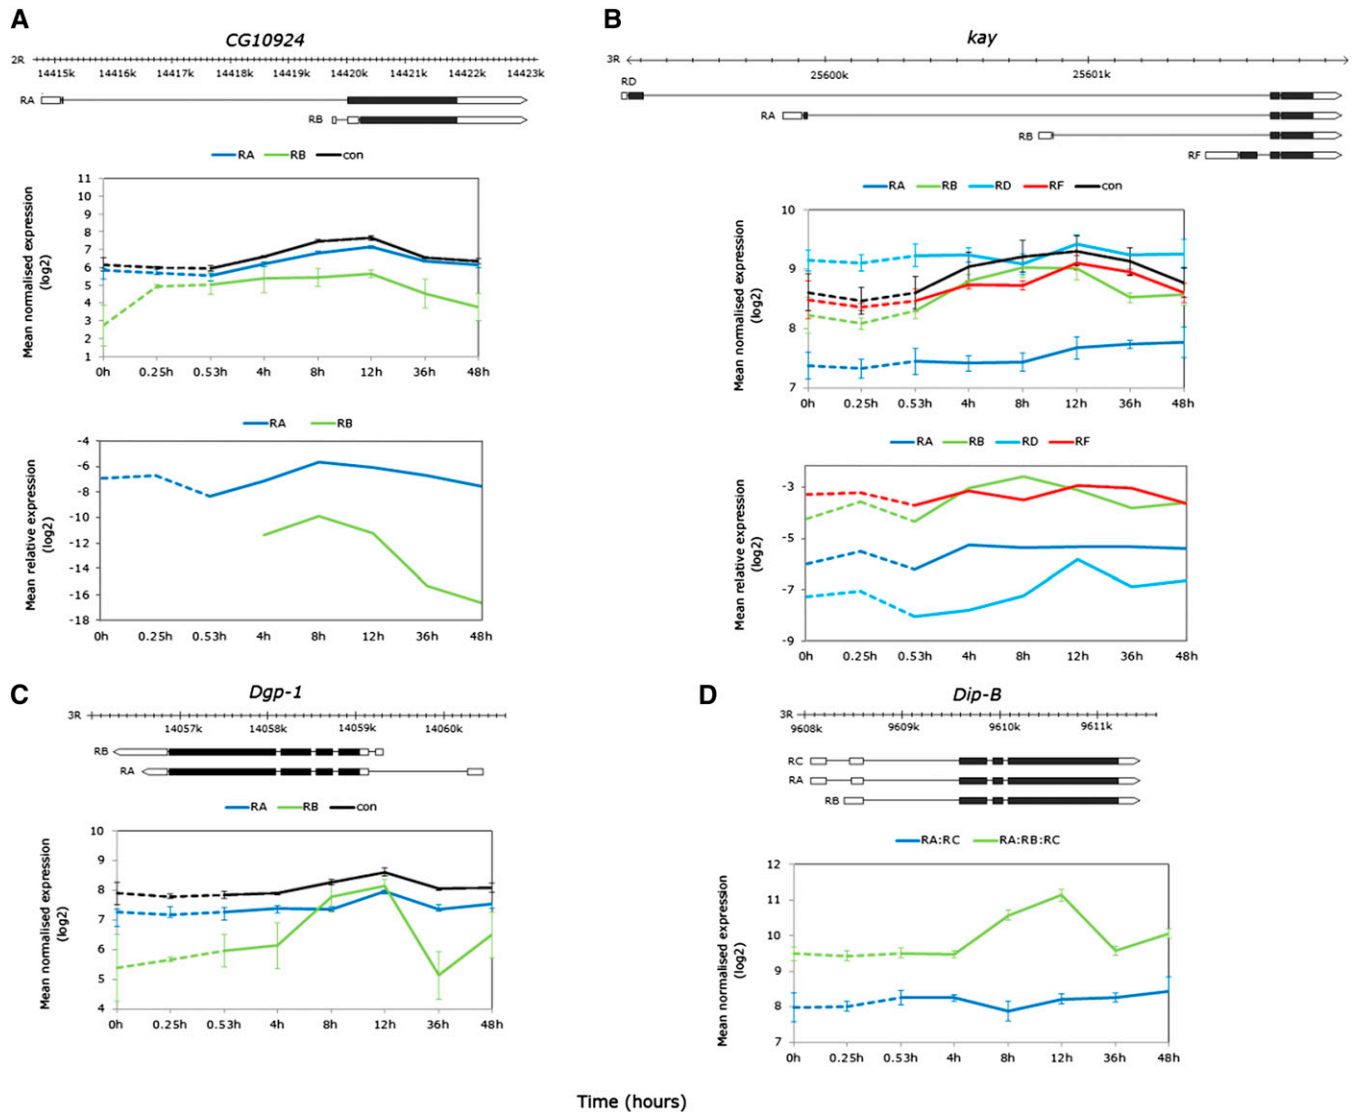 A
CG10924
2R
14415k 14416k 14417k 14418k 14419k 14420k 14421k 14422k 14423k
RA
RB
RA RB con
Mean normalised expression
(log2)
11
10
9
8
7
6
5
4
3
2
1
0h 0.25h 0.53h 4h 8h 12h 36h 48h
RA RB
Mean relative expression
(log2)
-4
-6
-8
-10
-12
-14
-16
-18
0h 0.25h 0.53h 4h 8h 12h 36h 48h
B
kay
3R
25600k 25601k
RD
RA
RB
RF
RA RB RD RF con
Mean normalised expression
(log2)
10
9
8
7
0h 0.25h 0.53h 4h 8h 12h 36h 48h
RA RB RD RF
Mean relative expression
(log2)
-3
-5
-7
-9
0h 0.25h 0.53h 4h 8h 12h 36h 48h
C
Dgp-1
3R
14057k 14058k 14059k 14060k
RB
RA
RA RB con
Mean normalised expression
(log2)
10
9
8
7
6
5
4
0h 0.25h 0.53h 4h 8h 12h 36h 48h
D
Dip-B
3R
9608k 9609k 9610k 9611k
RC
RA
RB
RA:RC RA:RB:RC
Mean normalised expression
(log2)
12
11
10
9
8
7
0h 0.25h 0.53h 4h 8h 12h 36h 48h
Time (hours)